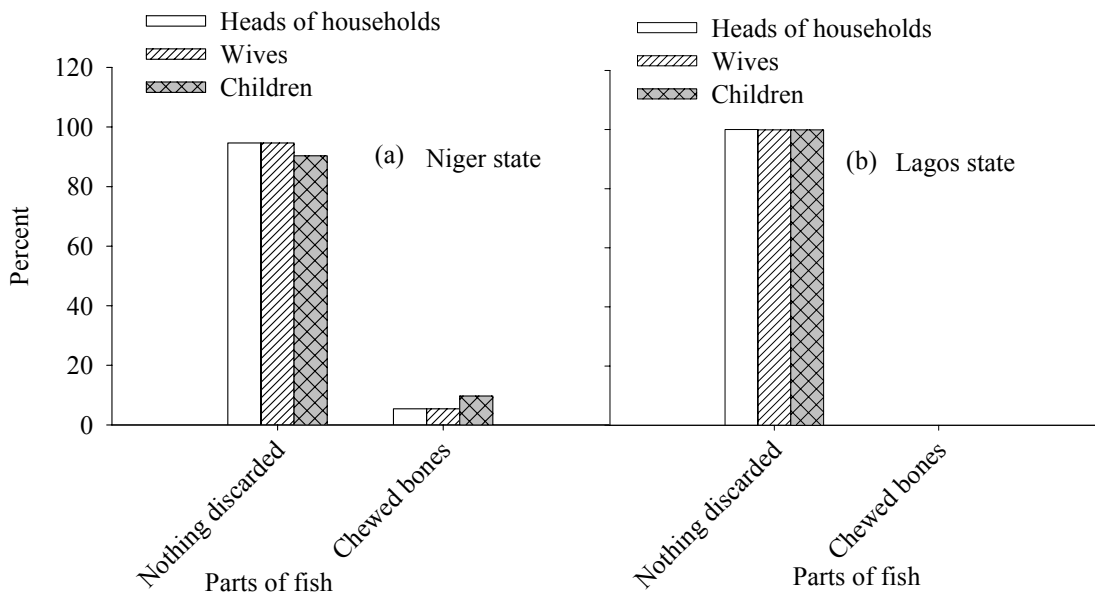 Heads of households
Wives
Children
120
100
80
60
40
20
0
Percent
(a) Niger state
Nothing discarded
Chewed bones
Parts of fish
Heads of households
Wives
Children
(b) Lagos state
Nothing discarded
Chewed bones
Parts of fish